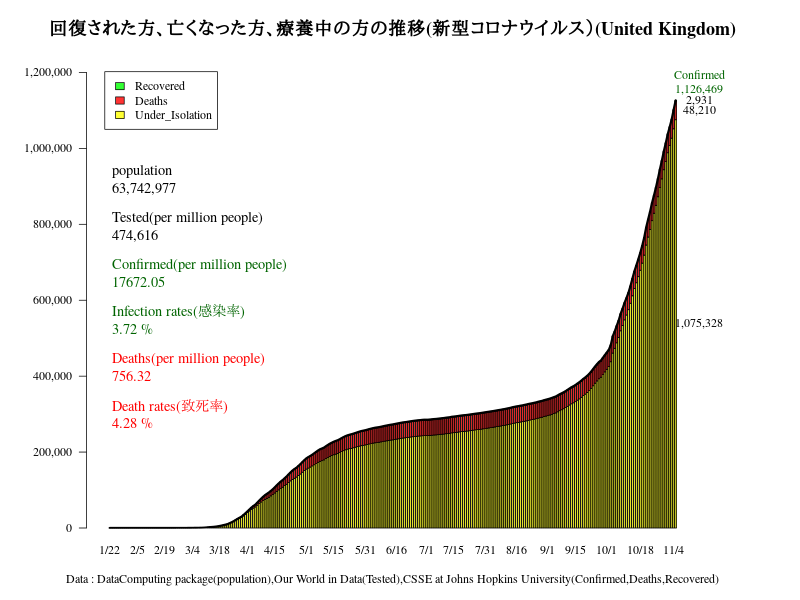 回復された方、亡くなった方、療養中の方の推移(新型コロナウイルス)(United Kingdom)
Confirmed
1,126,469
2,931
48,210
1,075,328
Recovered
Deaths
Under_Isolation
population
63,742,977
Tested(per million people)
474,616
Confirmed(per million people)
17672.05
Infection rates(感染率)
3.72 %
Deaths(per million people)
756.32
Death rates(致死率)
4.28 %
1,200,000
1,000,000
800,000
600,000
400,000
200,000
0
1/22 2/5 2/19 3/4 3/18 4/1 4/15 5/1 5/15 5/31 6/16 7/1 7/15 7/31 8/16 9/1 9/15 10/1 10/18 11/4
Data : DataComputing package(population),Our World in Data(Tested),CSSE at Johns Hopkins University(Confirmed,Deaths,Recovered)